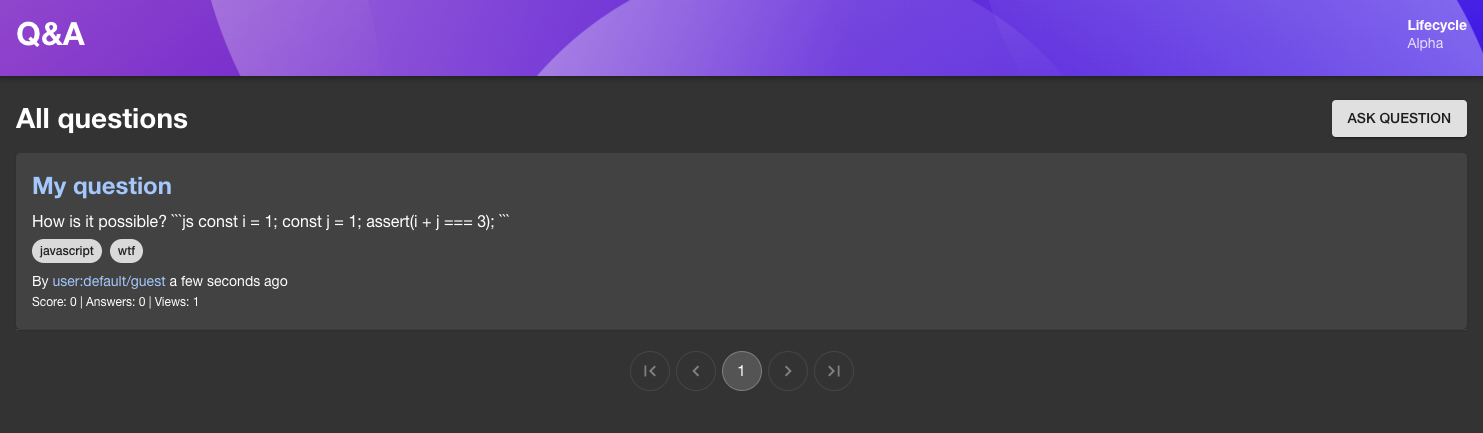 Q&A
Lifecycle
Alpha
All questions
ASK QUESTION
My question
How is it possible? ```js const i = 1; const j = 1; assert(i + j === 3); ```
javascript wtf
By user:default/guest a few seconds ago
Score: 0 | Answers: 0 | Views: 1
1